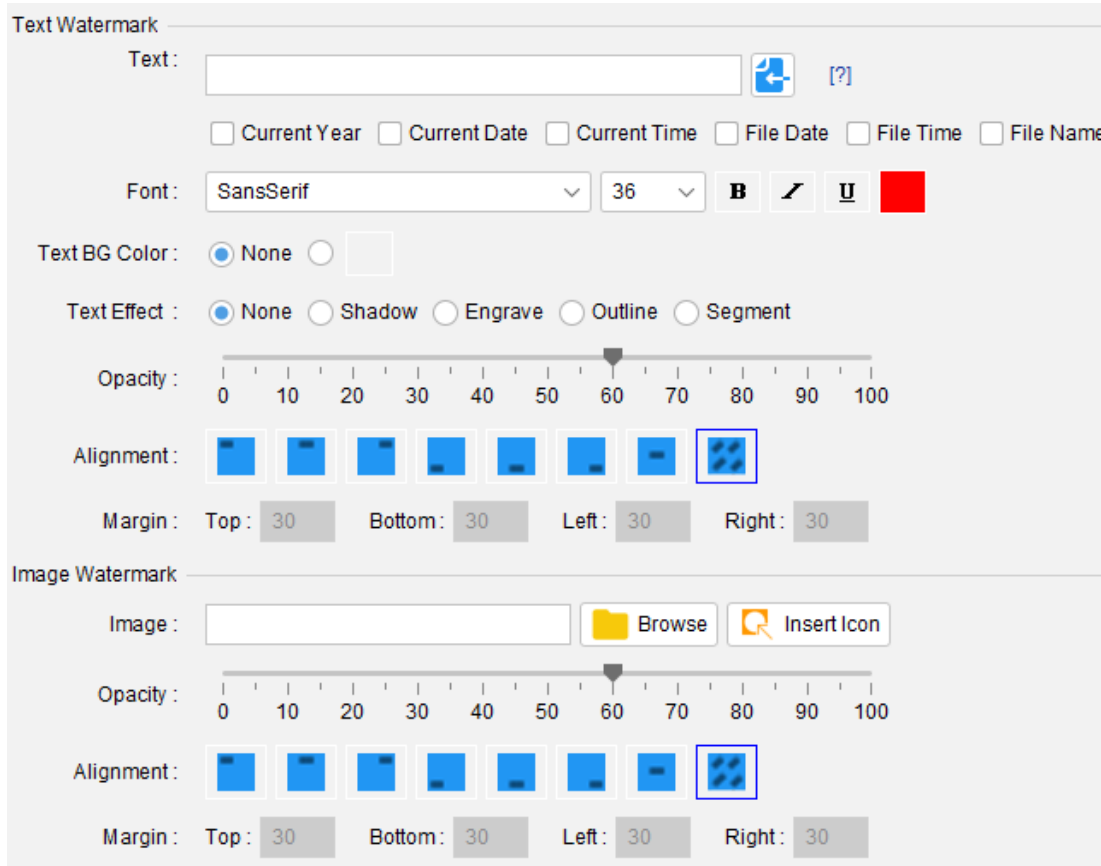 Text Watermark
Text :
[?]
Current Year Current Date Current Time File Date File Time File Name
Font : SansSerif 36 B I U
Text BG Color : None
Text Effect : None Shadow Engrave Outline Segment
Opacity :
0 10 20 30 40 50 60 70 80 90 100
Alignment :
Margin : Top : 30 Bottom : 30 Left : 30 Right : 30
Image Watermark
Image : Browse Insert Icon
Opacity :
0 10 20 30 40 50 60 70 80 90 100
Alignment :
Margin : Top : 30 Bottom : 30 Left : 30 Right : 30